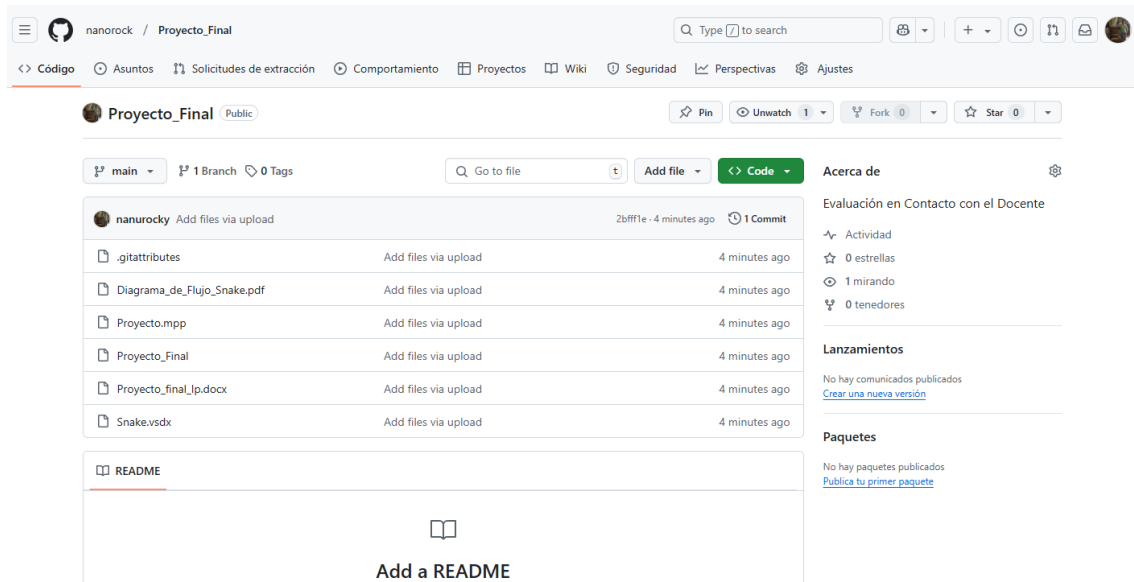 nanorock / Proyecto_Final
Type / to search
Código Asuntos Solicitudes de extracción Comportamiento Proyectos Wiki Seguridad Perspectivas Ajustes
Proyecto_Final Public
Pin Unwatch 1 Fork 0 Star 0
main 1 Branch 0 Tags
Go to file t Add file Code
nanurocky Add files via upload 2bfff1e · 4 minutes ago 1 Commit
.gitattributes Add files via upload 4 minutes ago
Diagrama_de_Flujo_Snake.pdf Add files via upload 4 minutes ago
Proyecto.mpp Add files via upload 4 minutes ago
Proyecto_Final Add files via upload 4 minutes ago
Proyecto_final_lp.docx Add files via upload 4 minutes ago
Snake.vsdx Add files via upload 4 minutes ago
README
Add a README
Acerca de
Evaluación en Contacto con el Docente
Actividad
0 estrellas
1 mirando
0 tenedores
Lanzamientos
No hay comunicados publicados
Crear una nueva versión
Paquetes
No hay paquetes publicados
Publica tu primer paquete